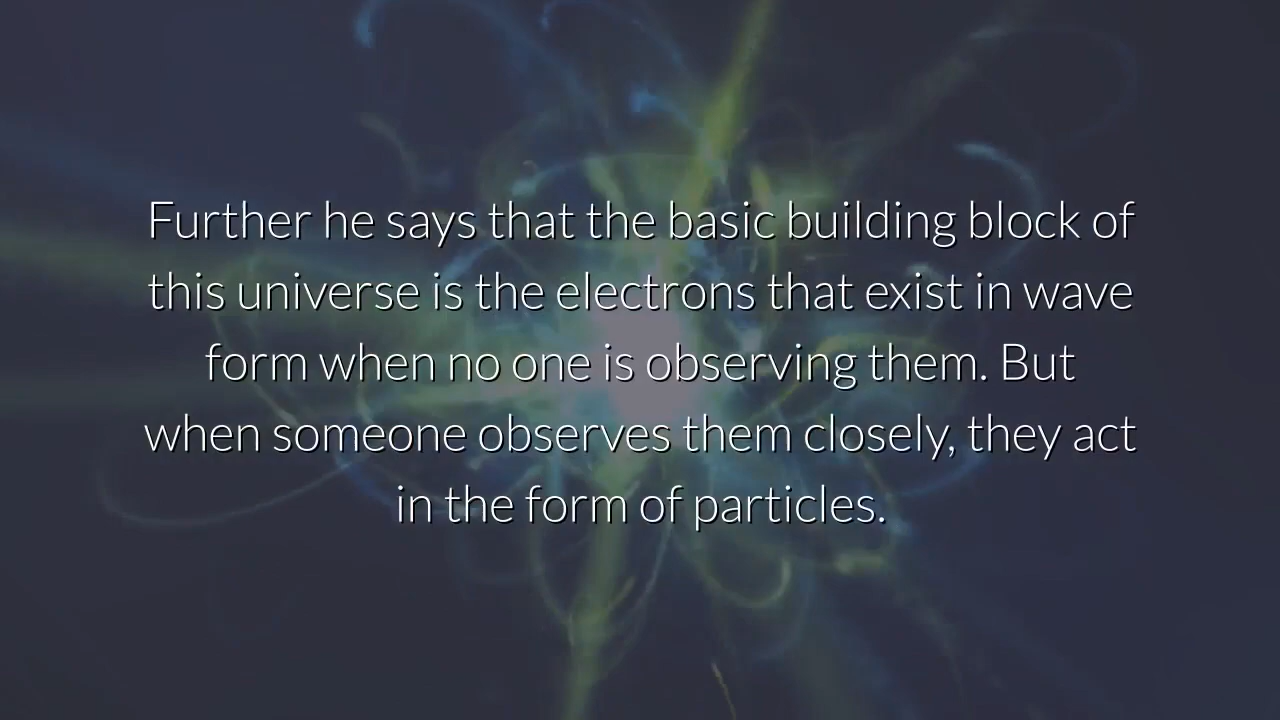 Further he says that the basic building block of
this universe is the electrons that exist in wave
form when no one is observing them. But
when someone observes them closely, they act
in the form of particles.